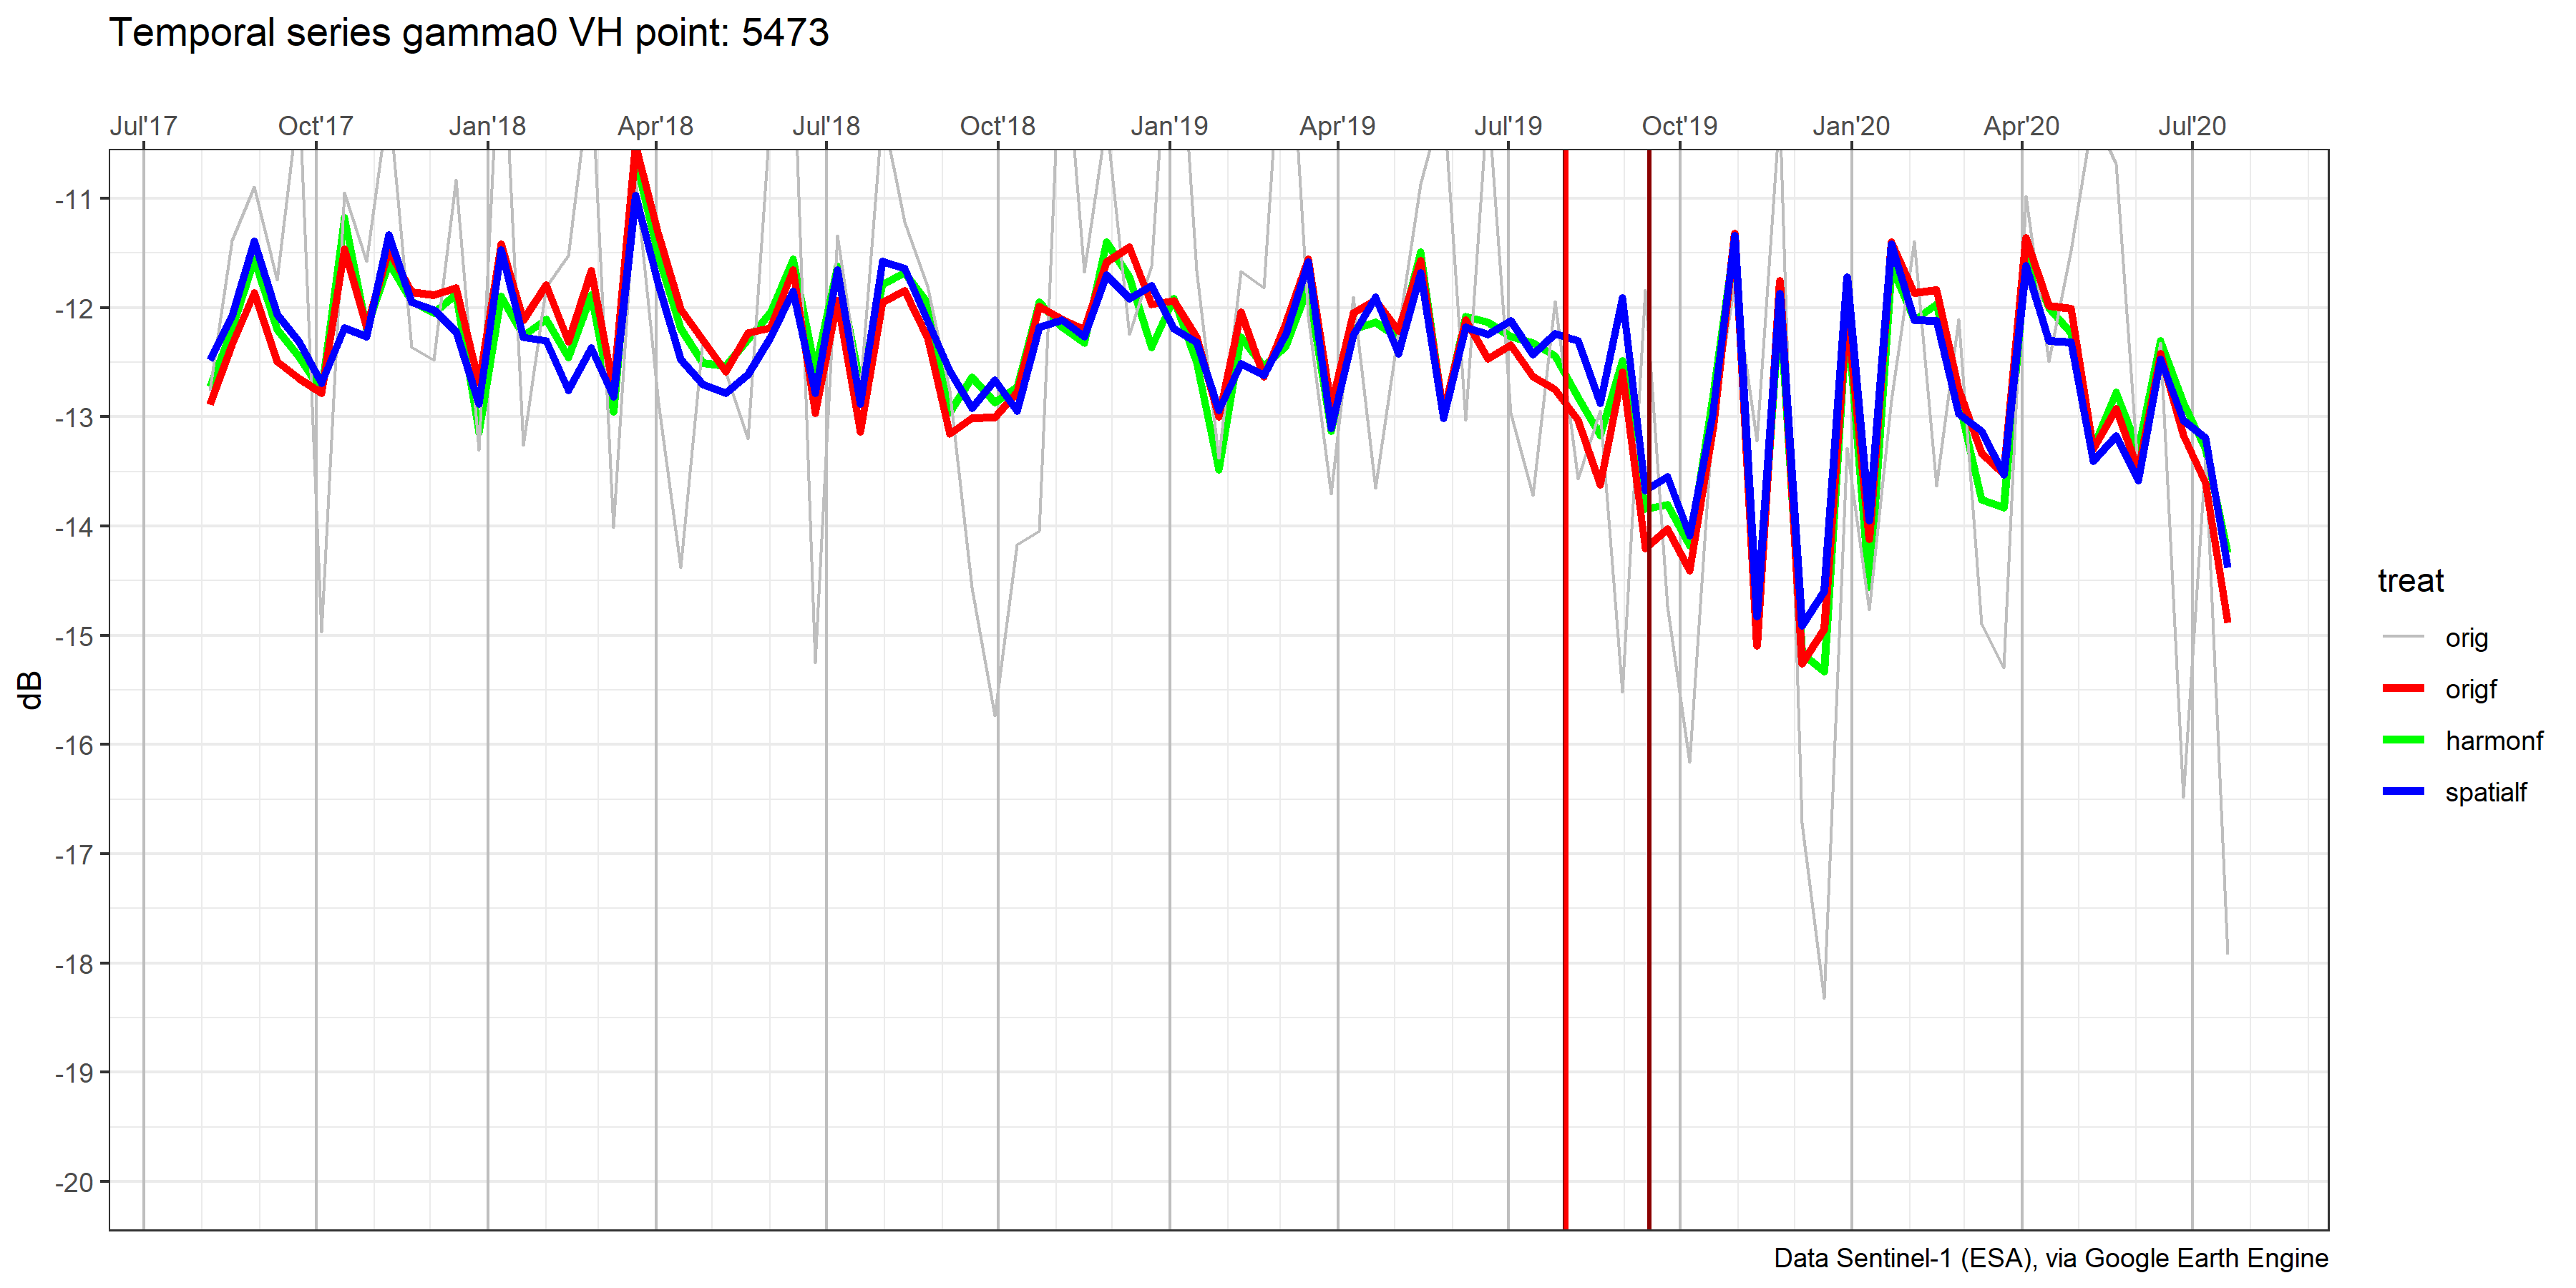 Temporal series gamma0 VH point: 5473
Jul'17 Oct'17 Jan'18 Apr'18 Jul'18 Oct'18 Jan'19 Apr'19 Jul'19 Oct'19 Jan'20 Apr'20 Jul'20
-11
-12
-13
-14
-15
-16
-17
-18
-19
-20
dB
treat
orig
origf
harmonf
spatialf
Data Sentinel-1 (ESA), via Google Earth Engine